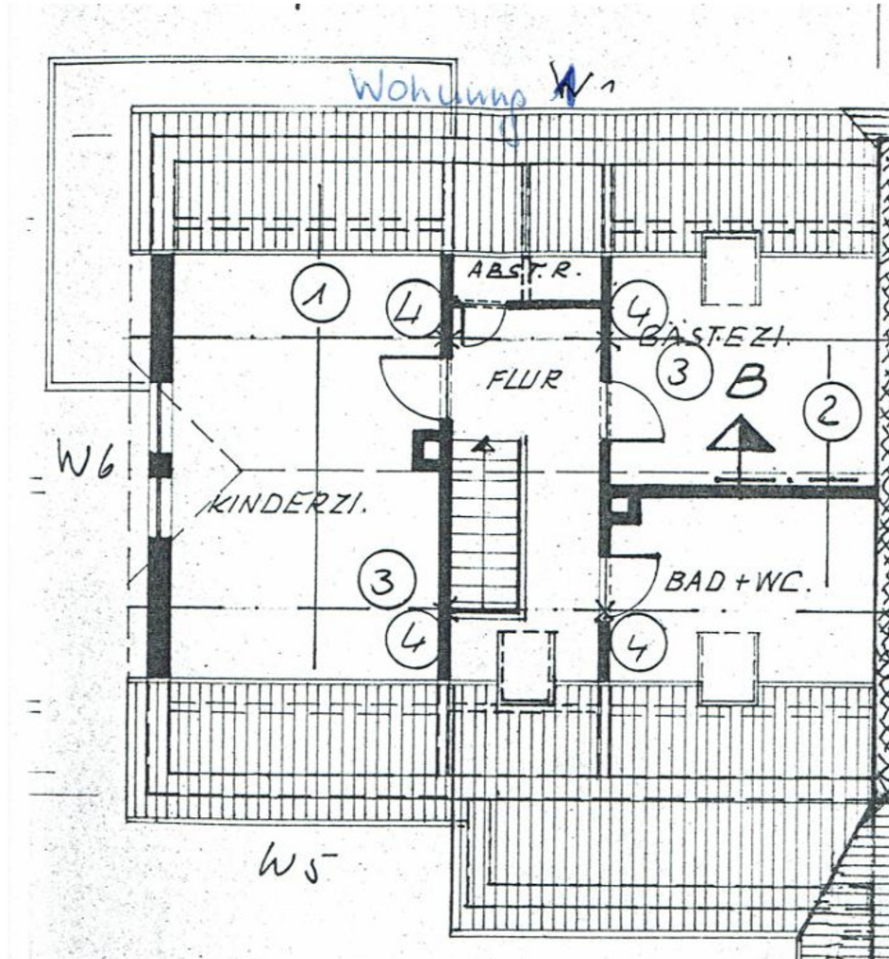 Wohnung W1
ABST.R.
1
4
4
GÄSTEZI.
3
B
2
FLUR
W6
KINDERZI.
3
BAD + WC.
4
4
W5